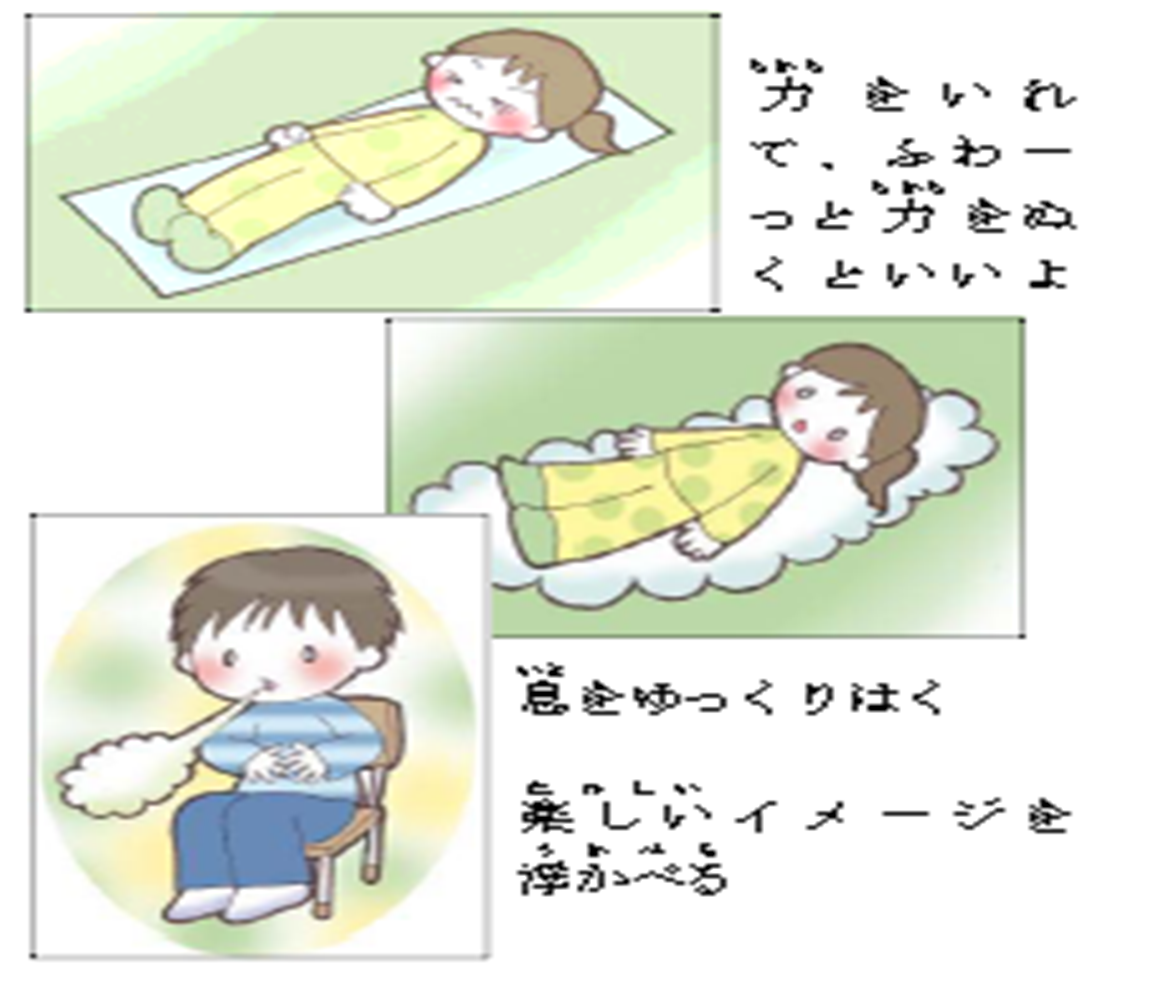 力をいれ
て、ふわー
っと力をぬ
くといいよ
息をゆっくりはく
楽しいイメージを
浮かべる